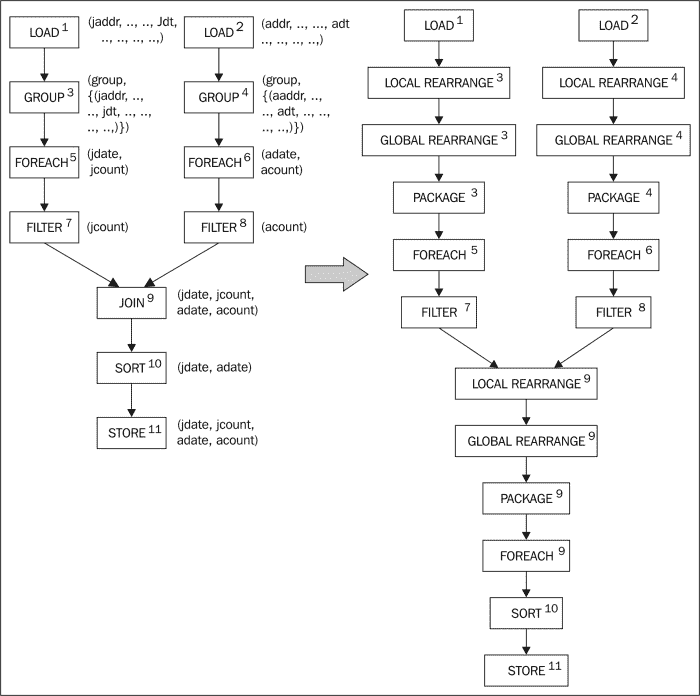 LOAD 1
(jaddr, .., .., Jdt,
.., .., .., .., ..,)
LOAD 2
(addr, .., ..., adt
.., .., .., .., ..,)
GROUP 3
(group,
{(jaddr, .., ..,
.., jdt, .., ..,
.., .., ..,)})
GROUP 4
(group,
{(aaddr, .., ..,
.., adt, .., ..,
.., .., ..,)})
FOREACH 5
(jdate,
jcount)
FOREACH 6
(adate,
acount)
FILTER 7
(jcount)
FILTER 8
(acount)
JOIN 9
(jdate, jcount,
adate, acount)
SORT 10
(jdate, adate)
STORE 11
(jdate, jcount,
adate, acount)
LOAD 1
LOAD 2
LOCAL REARRANGE 3
LOCAL REARRANGE 4
GLOBAL REARRANGE 3
GLOBAL REARRANGE 4
PACKAGE 3
PACKAGE 4
FOREACH 5
FOREACH 6
FILTER 7
FILTER 8
LOCAL REARRANGE 9
GLOBAL REARRANGE 9
PACKAGE 9
FOREACH 9
SORT 10
STORE 11